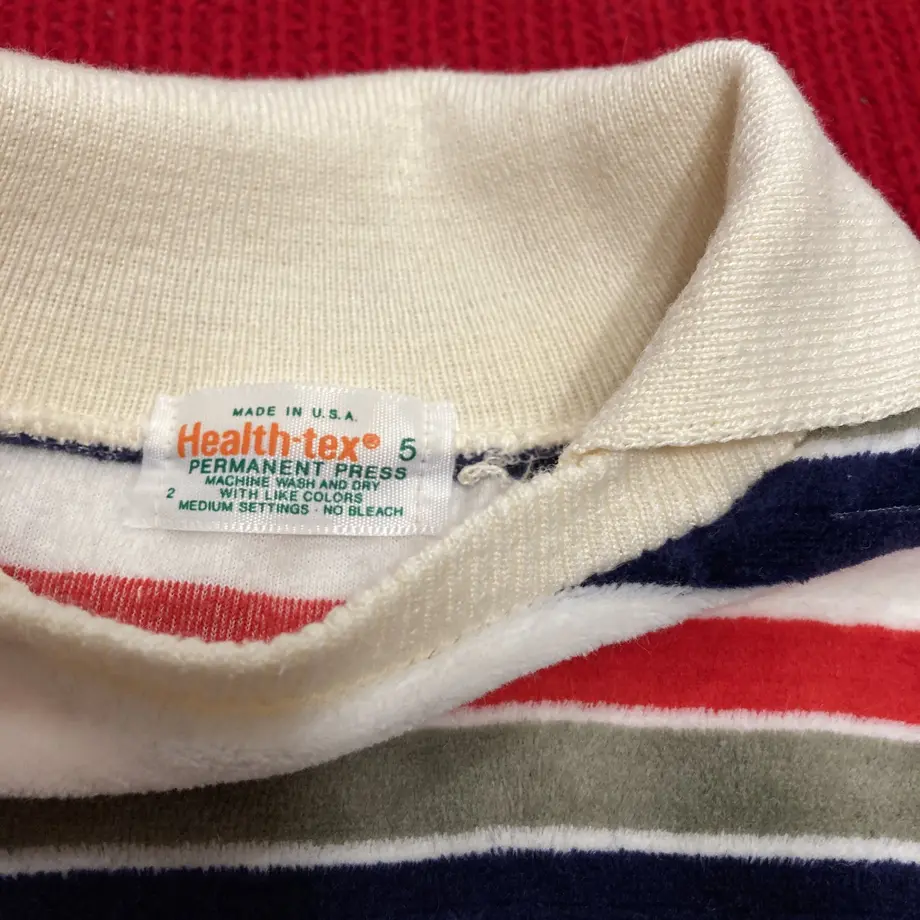 MADE IN U.S.A.
Health-tex® 5
PERMANENT PRESS
MACHINE WASH AND DRY
2 WITH LIKE COLORS
MEDIUM SETTINGS · NO BLEACH